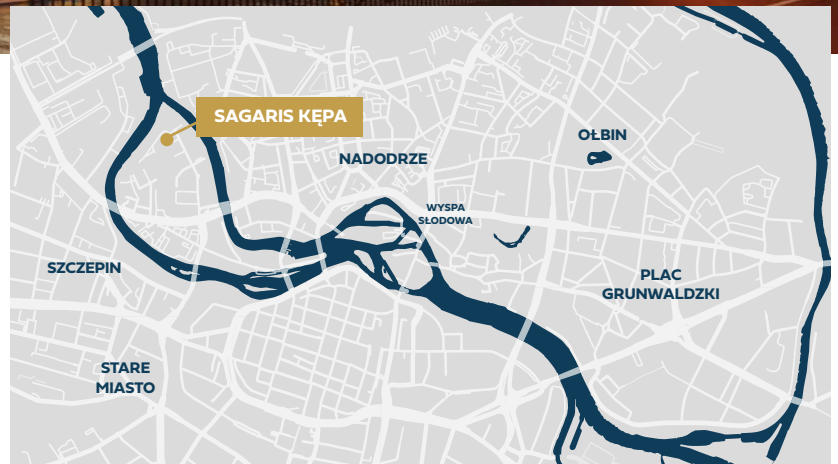 SAGARIS KĘPA
OŁBIN
NADODRZE
WYSPA
SŁODOWA
SZCZEPIN
PLAC
GRUNWALDZKI
STARE
MIASTO